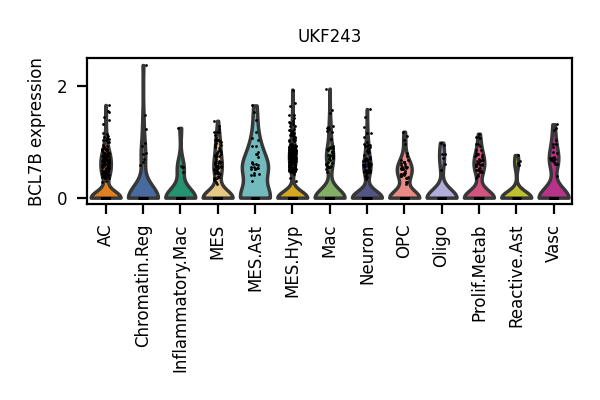 UKF243
BCL7B expression
2
0
AC
Chromatin.Reg
Inflammatory.Mac
MES
MES.Ast
MES.Hyp
Mac
Neuron
OPC
Oligo
Prolif.Metab
Reactive.Ast
Vasc